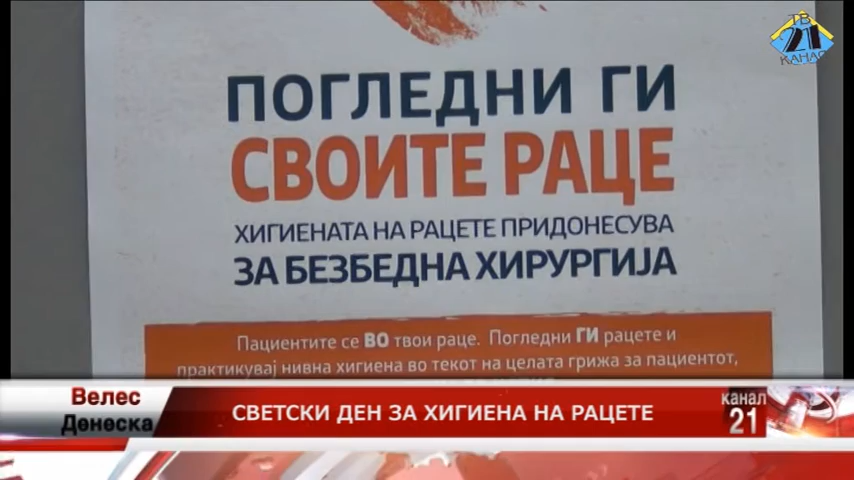 ТВ
21
КАНАЛ
ПОГЛЕДНИ ГИ
СВОИТЕ РАЦЕ
ХИГИЕНАТА НА РАЦЕТЕ ПРИДОНЕСУВА
ЗА БЕЗБЕДНА ХИРУРГИЈА
Пациентите се ВО твои раце. Погледни ГИ рацете и
практикувај нивна хигиена во текот на целата грижа за пациентот,
Велес
Денеска
СВЕТСКИ ДЕН ЗА ХИГИЕНА НА РАЦЕТЕ
канал
21